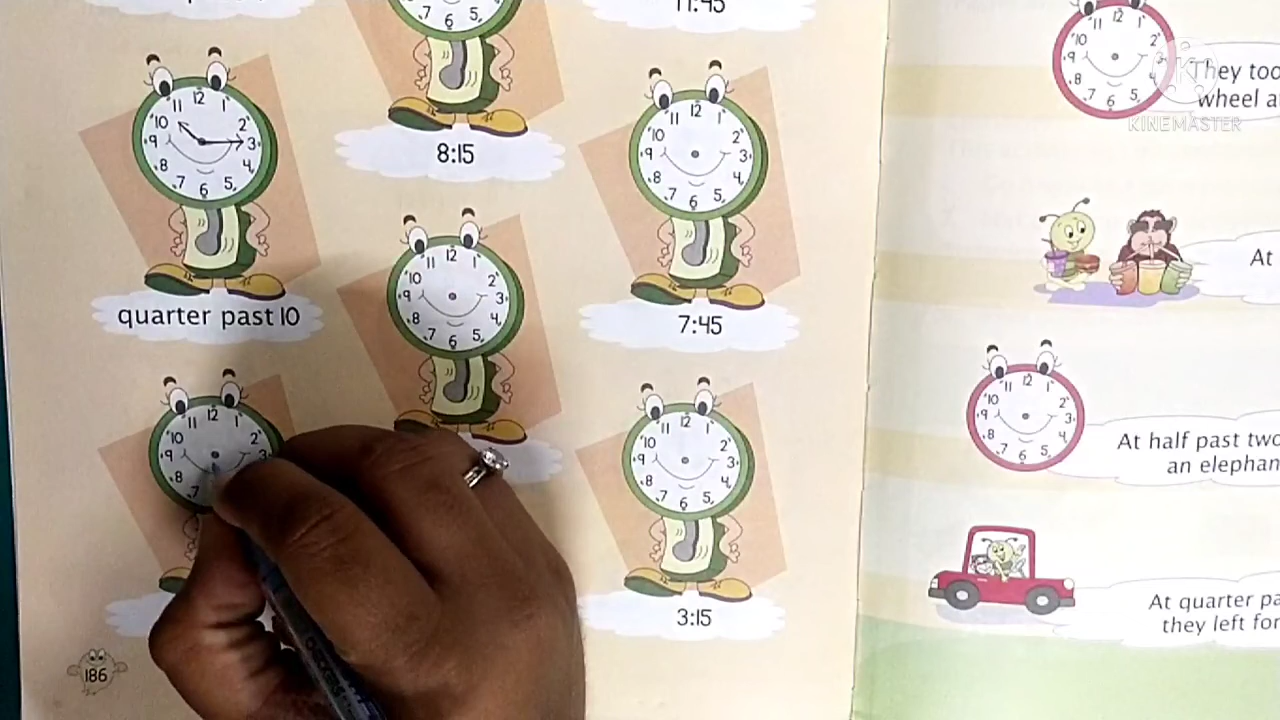 11:45
8:15
quarter past 10
7:45
3:15
186
They too
wheel a
At
At half past two
an elephan
At quarter pa
they left for
KINEMASTER